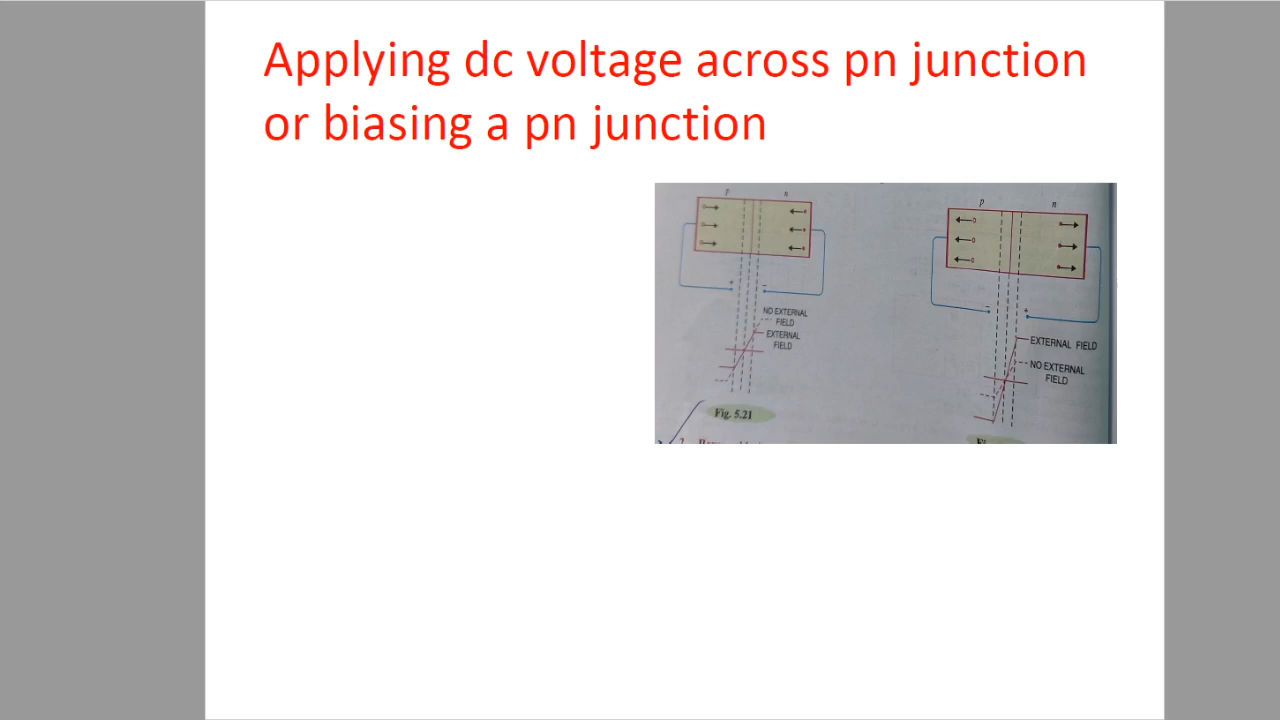 Applying dc voltage across pn junction
or biasing a pn junction
p n
+ –
NO EXTERNAL
FIELD
EXTERNAL
FIELD
Fig. 5.21
2.
p n
– +
EXTERNAL FIELD
NO EXTERNAL
FIELD